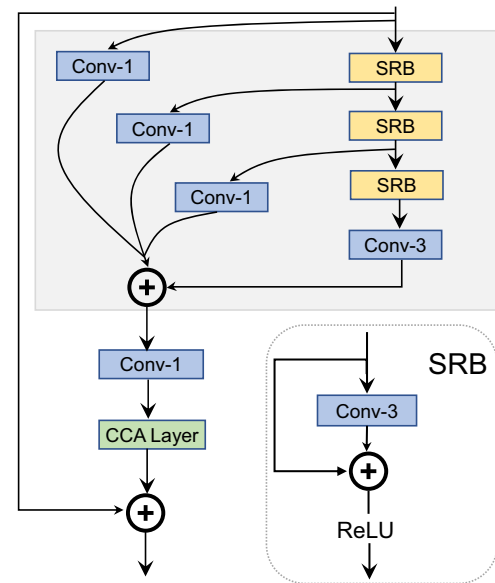 Conv-1
SRB
Conv-1
SRB
Conv-1
SRB
Conv-3
+
Conv-1
SRB
CCA Layer
Conv-3
+
+
ReLU